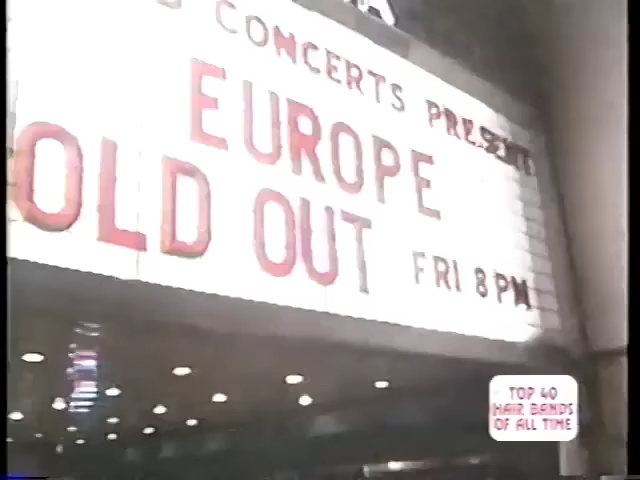 CONCERTS PRESENTS
EUROPE
OLD OUT FRI 8 PM
TOP 40
HAIR BANDS
OF ALL TIME